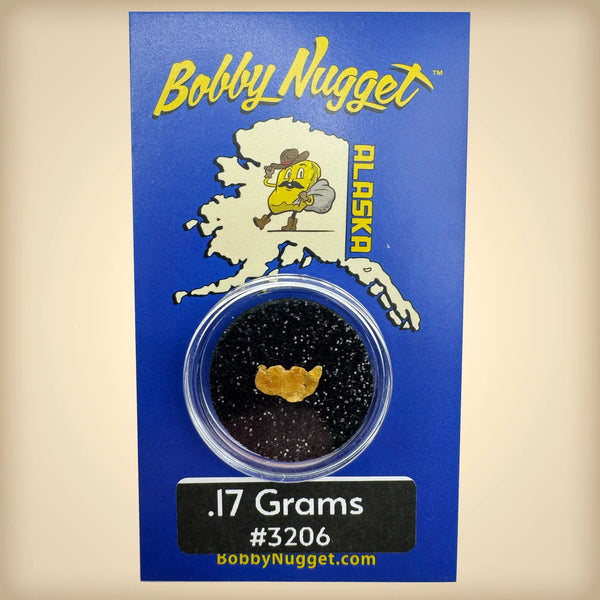 Bobby Nugget™
ALASKA
.17 Grams
#3206
BobbyNugget.com